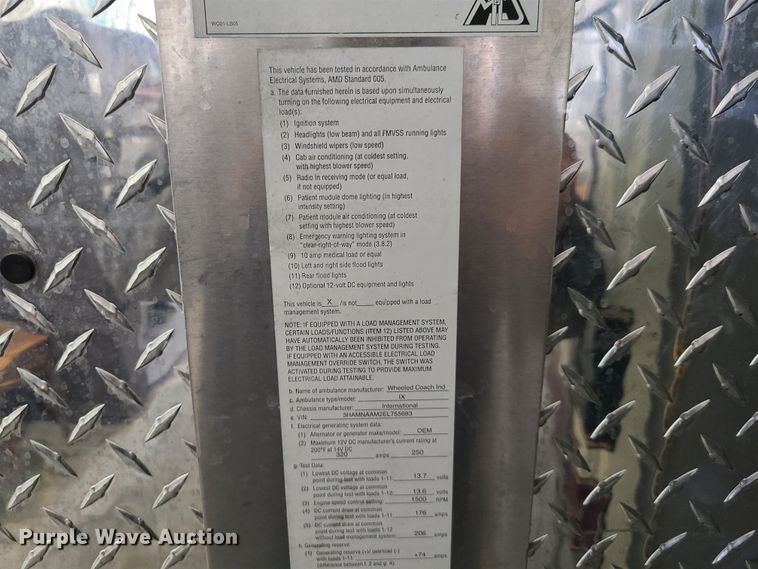 WC01-LB05
This vehicle has been tested in accordance with Ambulance
Electrical Systems, AMD Standard 005.
a. The data furnished herein is based upon simultaneously
turning on the following electrical equipment and electrical
load(s):
(1) Ignition system
(2) Headlights (low beam) and all FMVSS running lights
(3) Windshield wipers (low speed)
(4) Cab air conditioning (at coldest setting,
with highest blower speed)
(5) Radio in receiving mode (or equal load,
if not equipped)
(6) Patient module dome lighting (in highest
intensity setting)
(7) Patient module air conditioning (at coldest
setting with highest blower speed)
(8) Emergency warning lighting system in
"clear-right-of-way" mode (3.8.2)
(9) 10 amp medical load or equal
(10) Left and right side flood lights
(11) Rear flood lights
(12) Optional 12-volt DC equipment and lights
This vehicle is X /is not____ equipped with a load
management system.
NOTE: IF EQUIPPED WITH A LOAD MANAGEMENT SYSTEM,
CERTAIN LOADS/FUNCTIONS (ITEM 12) LISTED ABOVE MAY
HAVE AUTOMATICALLY BEEN INHIBITED FROM OPERATING
BY THE LOAD MANAGEMENT SYSTEM DURING TESTING.
IF EQUIPPED WITH AN ACCESSIBLE ELECTRICAL LOAD
MANAGEMENT OVERRIDE SWITCH, THE SWITCH WAS
ACTIVATED DURING TESTING TO PROVIDE MAXIMUM
ELECTRICAL LOAD ATTAINABLE.
b. Name of ambulance manufacturer: Wheeled Coach Ind
c. Ambulance type/model: IX
d. Chassis manufacturer: International
e. VIN: 3HAMNAAM2EL755683
f. Electrical generating system data:
(1) Alternator or generator make/model: OEM
(2) Maximum 12V DC manufacturer's current rating at
200°F at 14V DC
320 amps 250
g. Test Data:
(1) Lowest DC voltage at common
point during test with loads 1-11: 13.7 volts
(2) Lowest DC voltage at common
point during test with loads 1-12: 13.6 volts
(3) Engine speed control setting: 1500 RPM
(4) DC current draw at common
point during test with loads 1-11: 176 amps
(5) DC current draw at common
point during test with loads 1-12
without load management system: 206 amps
h. Generating reserve
(1) Generating reserve (+)/ overload (-)
with loads 1-11: +74 amps
(difference between f. 2 and g. 4)
Purple Wave Auction